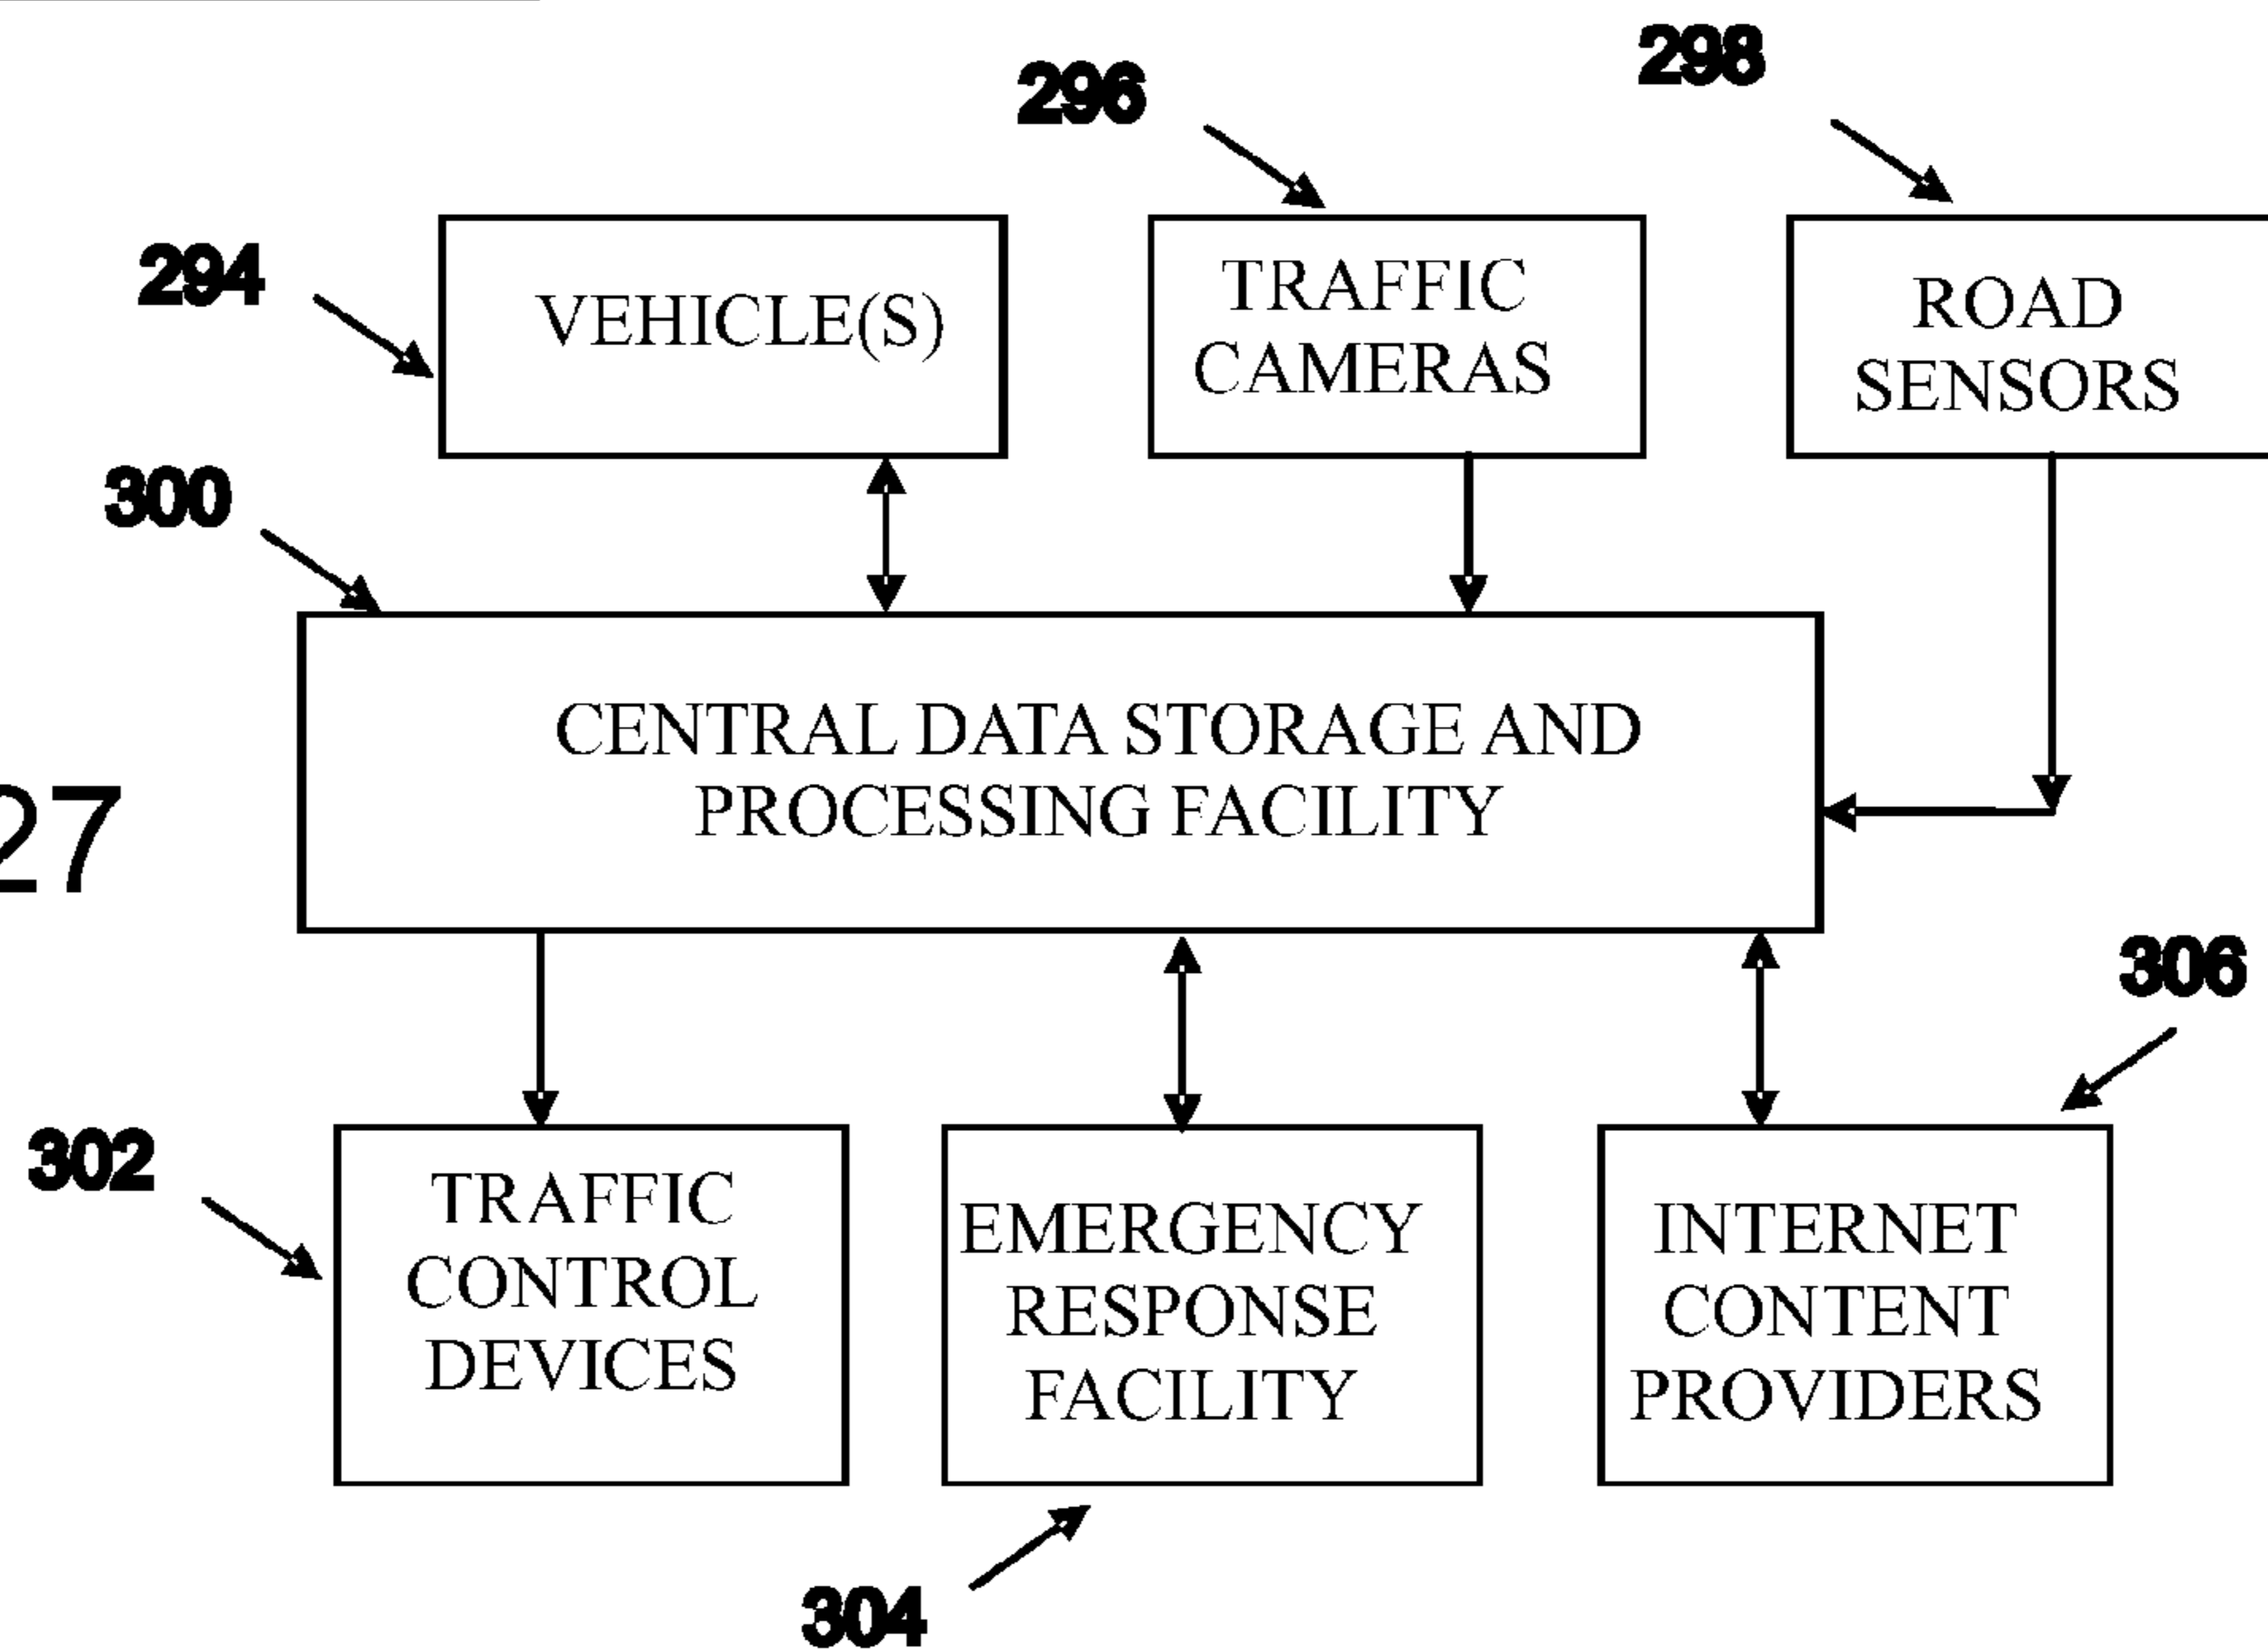 298
296
294
VEHICLE(S)
TRAFFIC
CAMERAS
ROAD
SENSORS
300
CENTRAL DATA STORAGE AND
PROCESSING FACILITY
27
306
302
TRAFFIC
CONTROL
DEVICES
EMERGENCY
RESPONSE
FACILITY
INTERNET
CONTENT
PROVIDERS
304